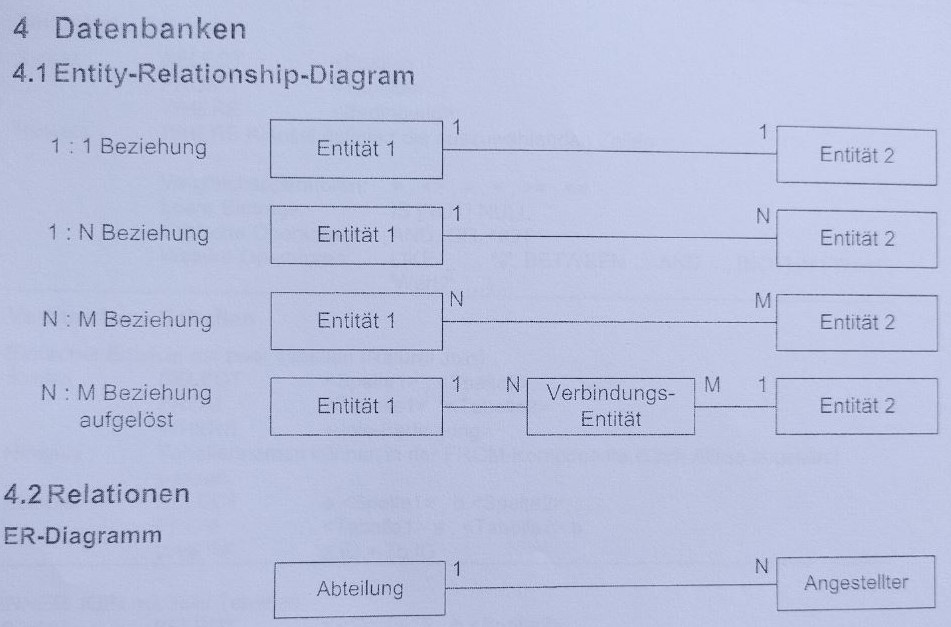 4 Datenbanken
4.1 Entity-Relationship-Diagram
1 : 1 Beziehung Entität 1 1 1 Entität 2
1 : N Beziehung Entität 1 1 N Entität 2
N : M Beziehung Entität 1 N M Entität 2
N : M Beziehung
aufgelöst
Entität 1 1 N Verbindungs-
Entität
M 1 Entität 2
4.2 Relationen
ER-Diagramm
Abteilung 1 N Angestellter